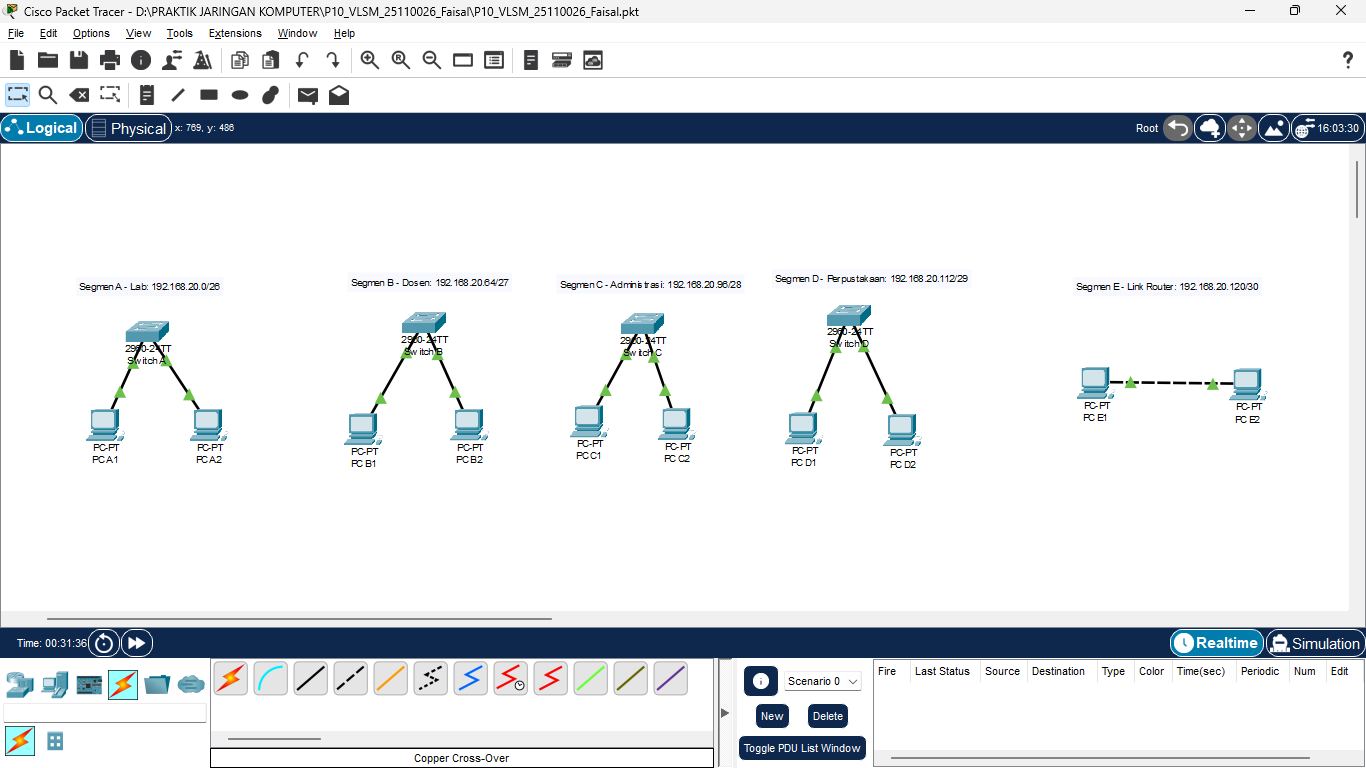 Cisco Packet Tracer - D:\PRAKTIK JARINGAN KOMPUTER\P10_VLSM_25110026_Faisal\P10_VLSM_25110026_Faisal.pkt
File Edit Options View Tools Extensions Window Help
?
Logical Physical x: 769, y: 486 Root 16:03:30
Segmen A - Lab: 192.168.20.0/26
Segmen B - Dosen: 192.168.20.64/27
Segmen C - Administrasi: 192.168.20.96/28
Segmen D - Perpustakaan: 192.168.20.112/29
Segmen E - Link Router: 192.168.20.120/30
2960-24TT
Switch A
2960-24TT
Switch B
2960-24TT
Switch C
2960-24TT
Switch D
PC-PT
PC A1
PC-PT
PC A2
PC-PT
PC B1
PC-PT
PC B2
PC-PT
PC C1
PC-PT
PC C2
PC-PT
PC D1
PC-PT
PC D2
PC-PT
PC E1
PC-PT
PC E2
Time: 00:31:36 Realtime Simulation
Scenario 0
New Delete
Toggle PDU List Window
Fire Last Status Source Destination Type Color Time(sec) Periodic Num Edit
Copper Cross-Over